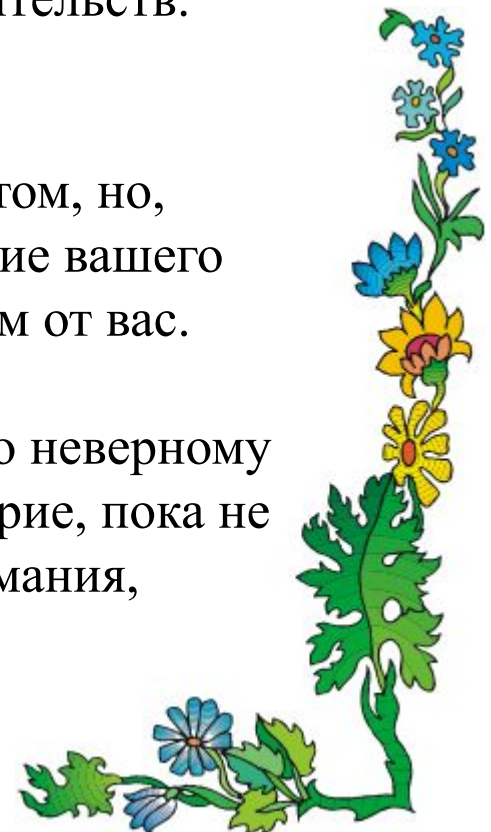 тельств.
том, но,
ие вашего
м от вас.
о неверному
рие, пока не
мания,